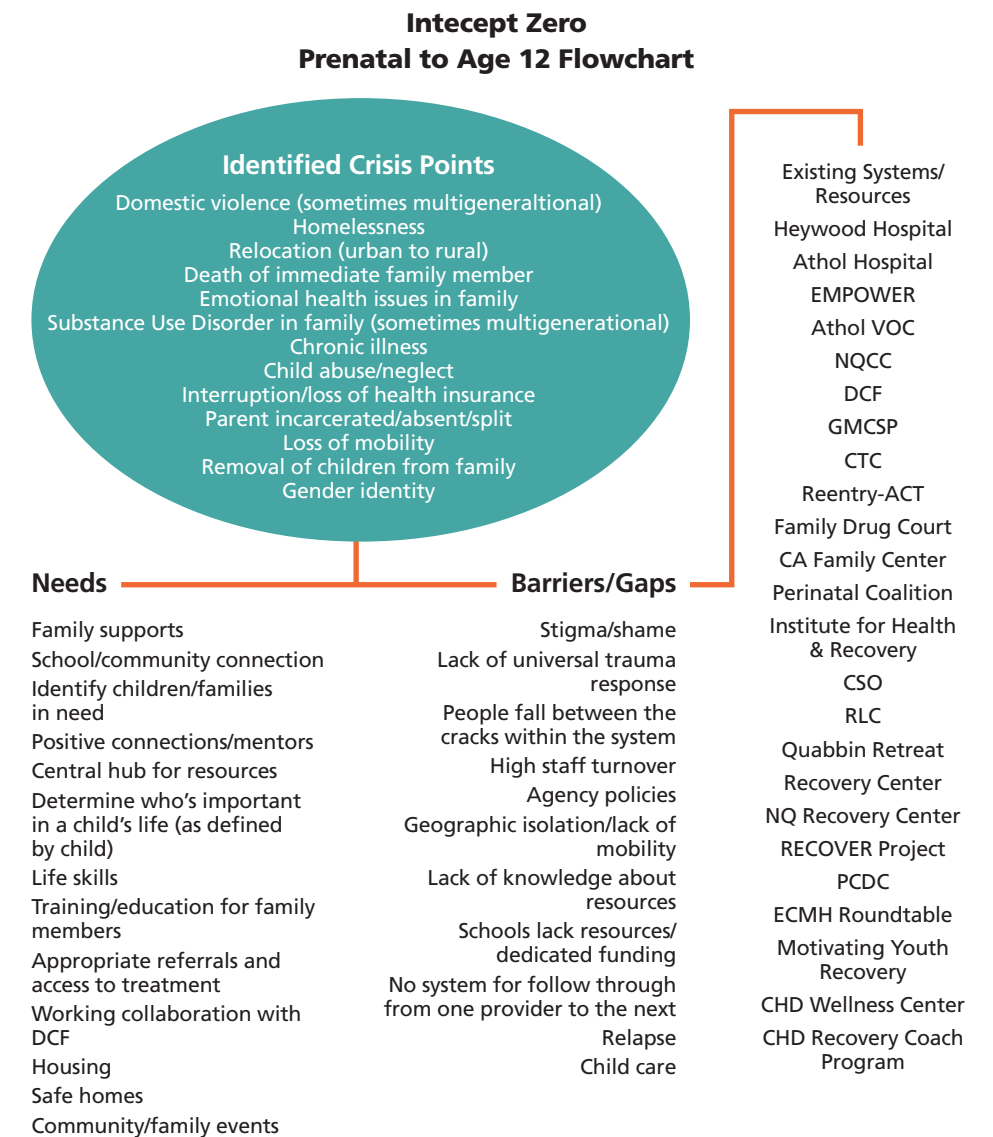 Intecept Zero
Prenatal to Age 12 Flowchart
Identified Crisis Points
Domestic violence (sometimes multigeneraltional)
Homelessness
Relocation (urban to rural)
Death of immediate family member
Emotional health issues in family
Substance Use Disorder in family (sometimes multigenerational)
Chronic illness
Child abuse/neglect
Interruption/loss of health insurance
Parent incarcerated/absent/split
Loss of mobility
Removal of children from family
Gender identity
Needs
Family supports
School/community connection
Identify children/families
in need
Positive connections/mentors
Central hub for resources
Determine who's important
in a child's life (as defined
by child)
Life skills
Training/education for family
members
Appropriate referrals and
access to treatment
Working collaboration with
DCF
Housing
Safe homes
Community/family events
Barriers/Gaps
Stigma/shame
Lack of universal trauma
response
People fall between the
cracks within the system
High staff turnover
Agency policies
Geographic isolation/lack of
mobility
Lack of knowledge about
resources
Schools lack resources/
dedicated funding
No system for follow through
from one provider to the next
Relapse
Child care
Existing Systems/
Resources
Heywood Hospital
Athol Hospital
EMPOWER
Athol VOC
NQCC
DCF
GMCSP
CTC
Reentry-ACT
Family Drug Court
CA Family Center
Perinatal Coalition
Institute for Health
& Recovery
CSO
RLC
Quabbin Retreat
Recovery Center
NQ Recovery Center
RECOVER Project
PCDC
ECMH Roundtable
Motivating Youth
Recovery
CHD Wellness Center
CHD Recovery Coach
Program